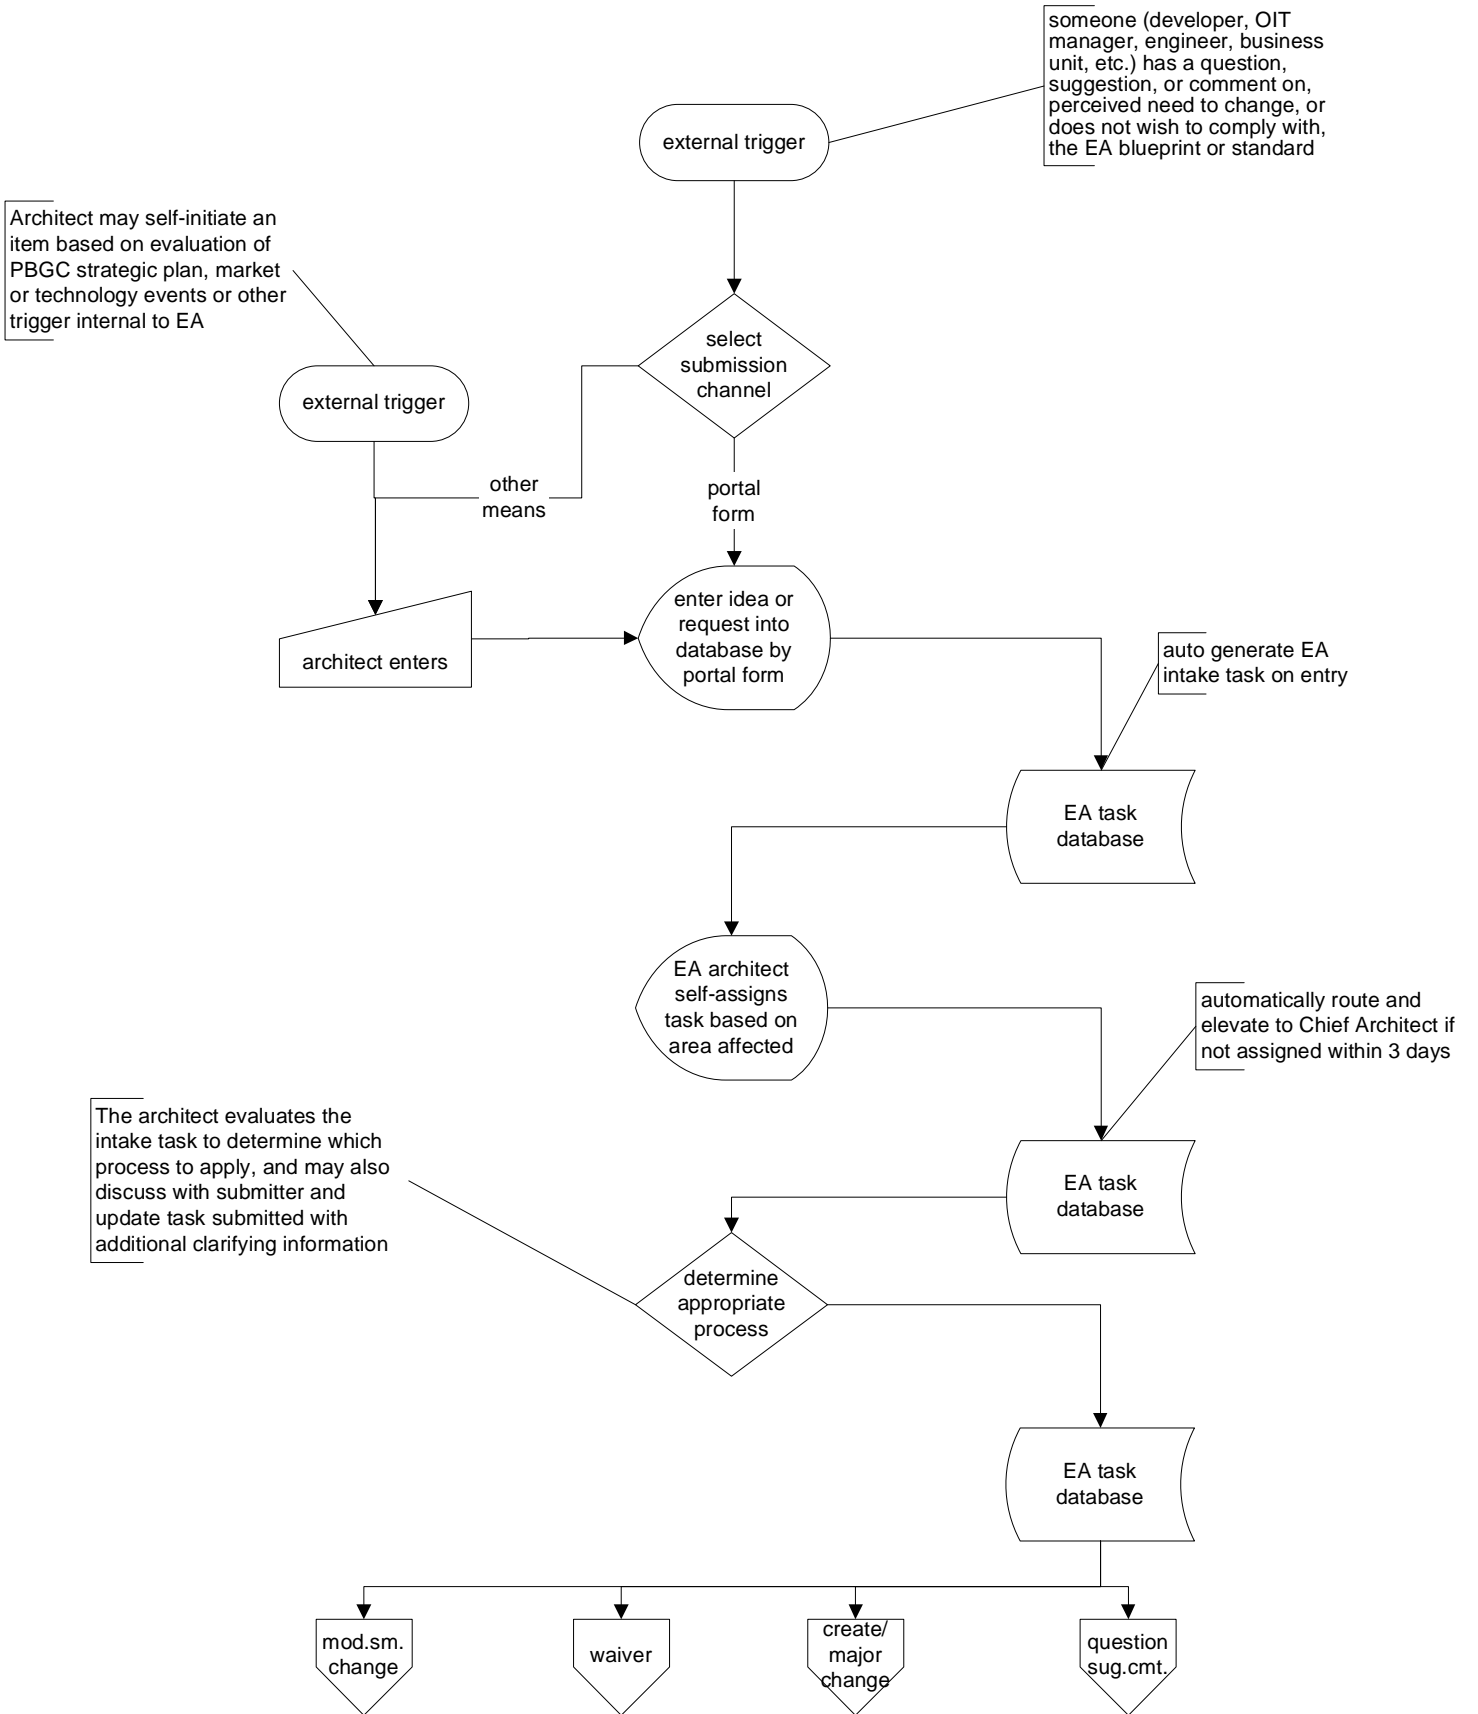 someone (developer, OIT
manager, engineer, business
unit, etc.) has a question,
suggestion, or comment on,
perceived need to change, or
does not wish to comply with,
the EA blueprint or standard
external trigger
Architect may self-initiate an
item based on evaluation of
PBGC strategic plan, market
or technology events or other
trigger internal to EA
select
submission
channel
external trigger
other
means
portal
form
enter idea or
request into
database by
portal form
architect enters
auto generate EA
intake task on entry
EA task
database
EA architect
self-assigns
task based on
area affected
automatically route and
elevate to Chief Architect if
not assigned within 3 days
The architect evaluates the
intake task to determine which
process to apply, and may also
discuss with submitter and
update task submitted with
additional clarifying information
EA task
database
determine
appropriate
process
EA task
database
mod.sm.
change
waiver
create/
major
change
question
sug.cmt.